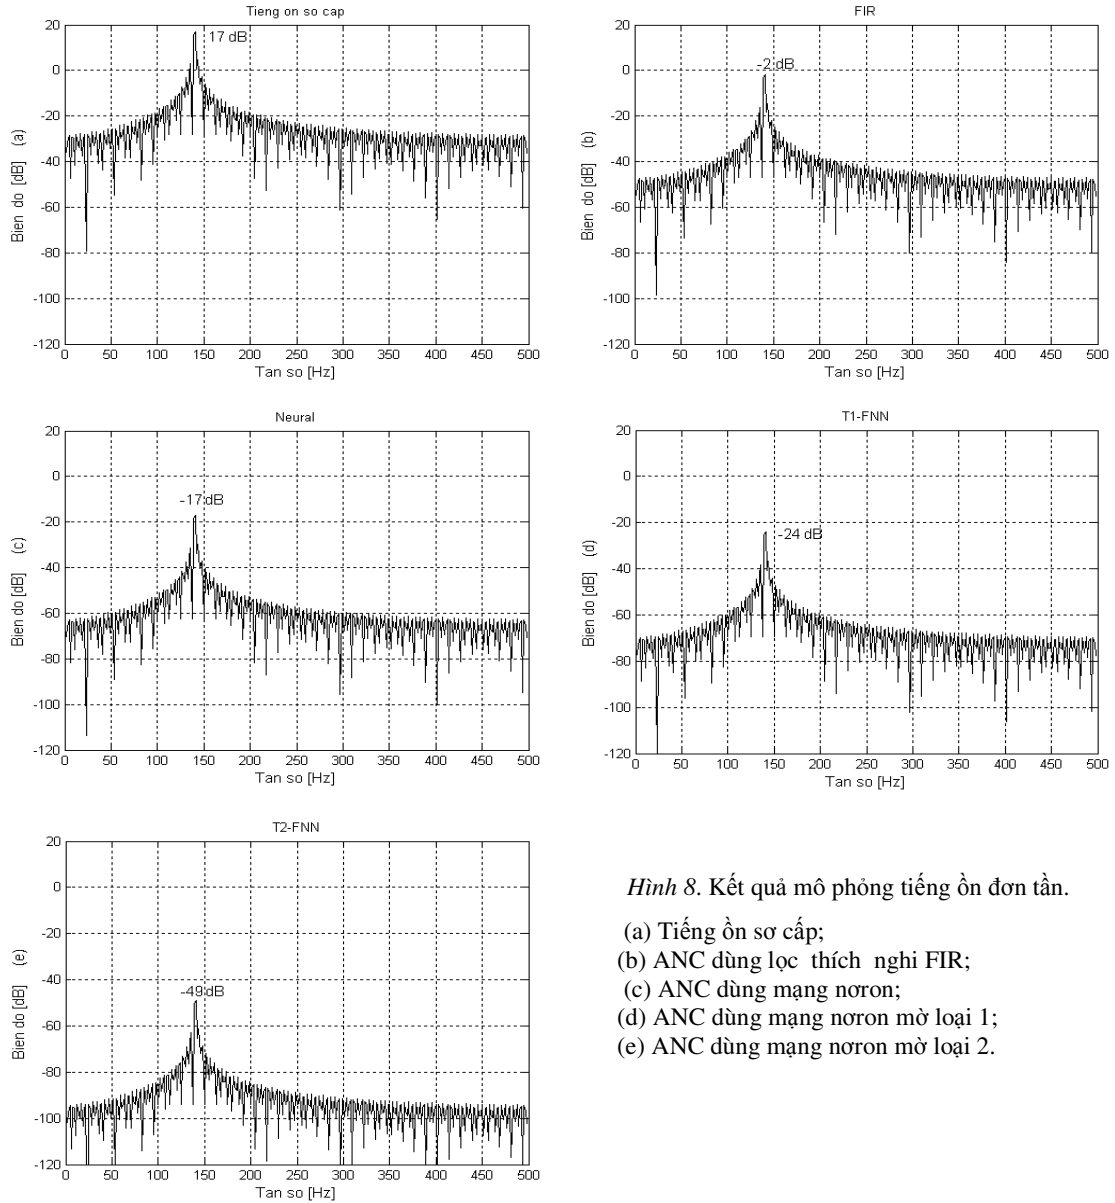 Tieng on so cap
17 dB
20
0
-20
-40
-60
-80
-100
-120
0 50 100 150 200 250 300 350 400 450 500
Tan so [Hz]
Bien do [dB] (a)
FIR
-2 dB
20
0
-20
-40
-60
-80
-100
-120
0 50 100 150 200 250 300 350 400 450 500
Tan so [Hz]
Bien do [dB] (b)
Neural
-17 dB
20
0
-20
-40
-60
-80
-100
-120
0 50 100 150 200 250 300 350 400 450 500
Tan so [Hz]
Bien do [dB] (c)
T1-FNN
-24 dB
20
0
-20
-40
-60
-80
-100
-120
0 50 100 150 200 250 300 350 400 450 500
Tan so [Hz]
Bien do [dB] (d)
T2-FNN
-49 dB
20
0
-20
-40
-60
-80
-100
-120
0 50 100 150 200 250 300 350 400 450 500
Tan so [Hz]
Bien do [dB] (e)
Hình 8. Kết quả mô phỏng tiếng ồn đơn tần.
(a) Tiếng ồn sơ cấp;
(b) ANC dùng lọc thích nghi FIR;
(c) ANC dùng mạng nơron;
(d) ANC dùng mạng nơron mờ loại 1;
(e) ANC dùng mạng nơron mờ loại 2.